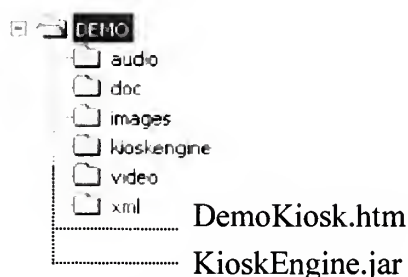 DEMO
audio
doc
images
kioskengine
video
xml
DemoKiosk.htm
KioskEngine.jar